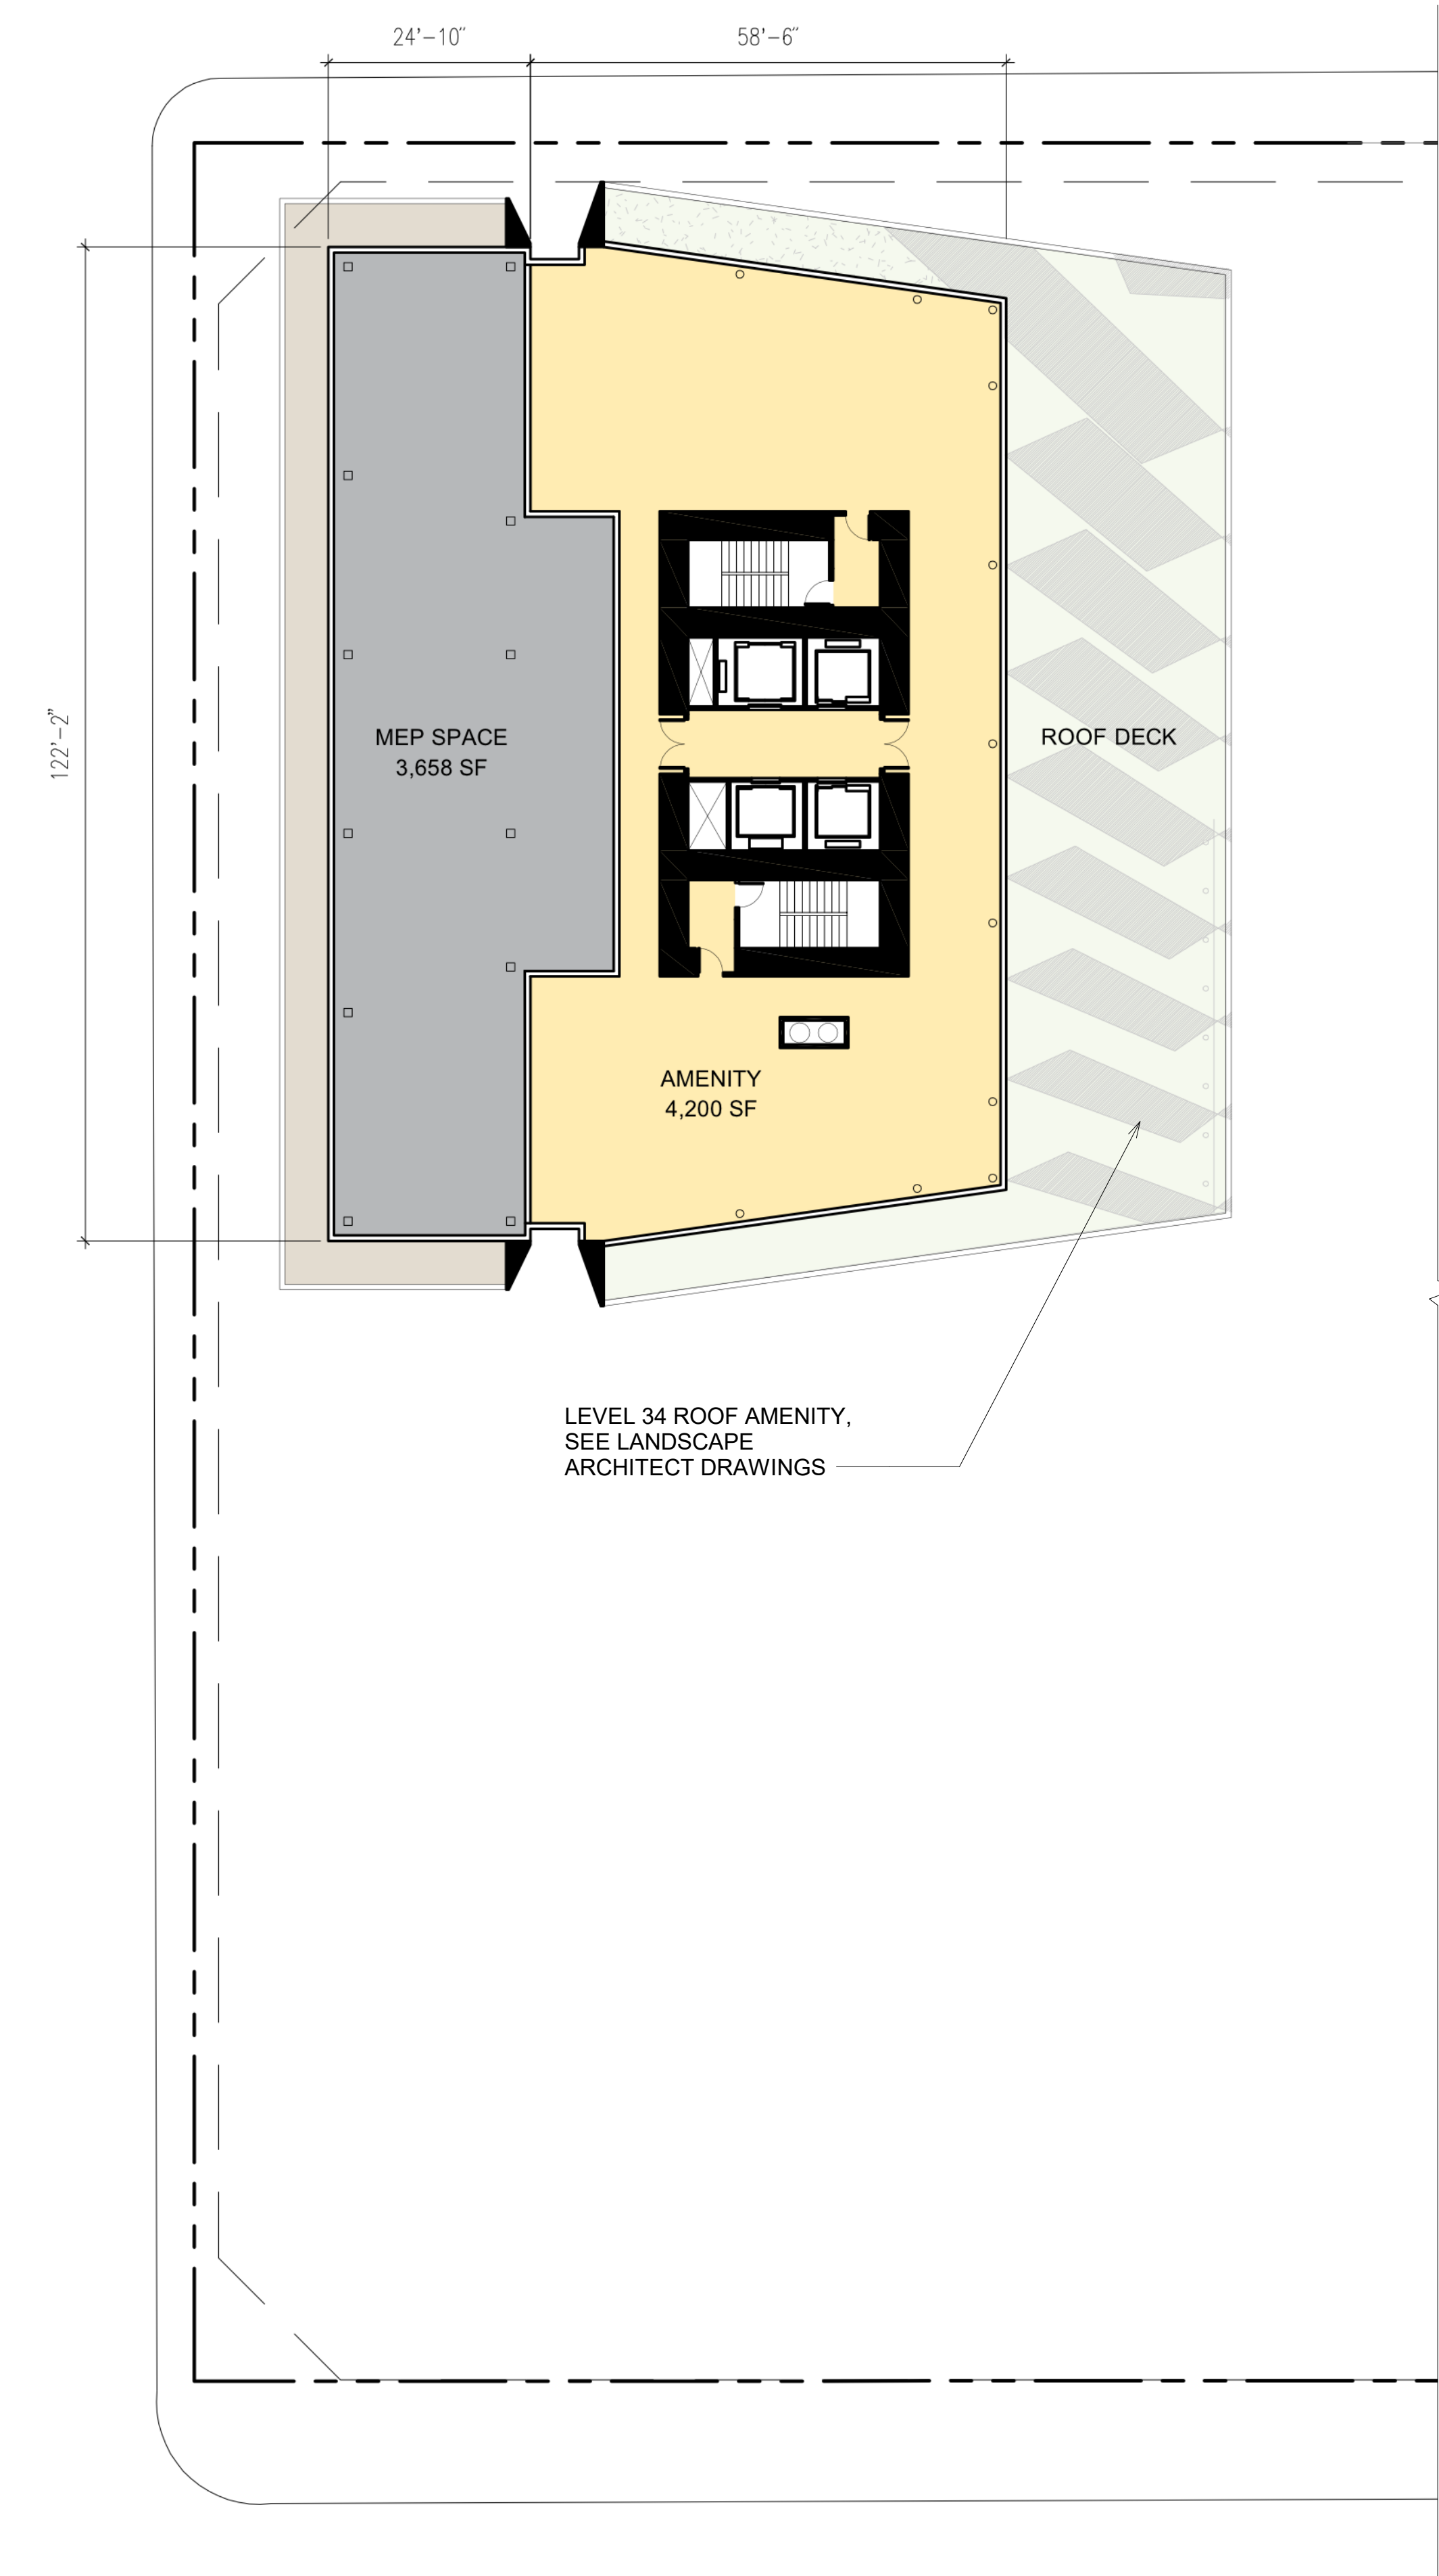 24'-10"
58'-6"
122'-2"
MEP SPACE
3,658 SF
ROOF DECK
AMENITY
4,200 SF
LEVEL 34 ROOF AMENITY,
SEE LANDSCAPE
ARCHITECT DRAWINGS